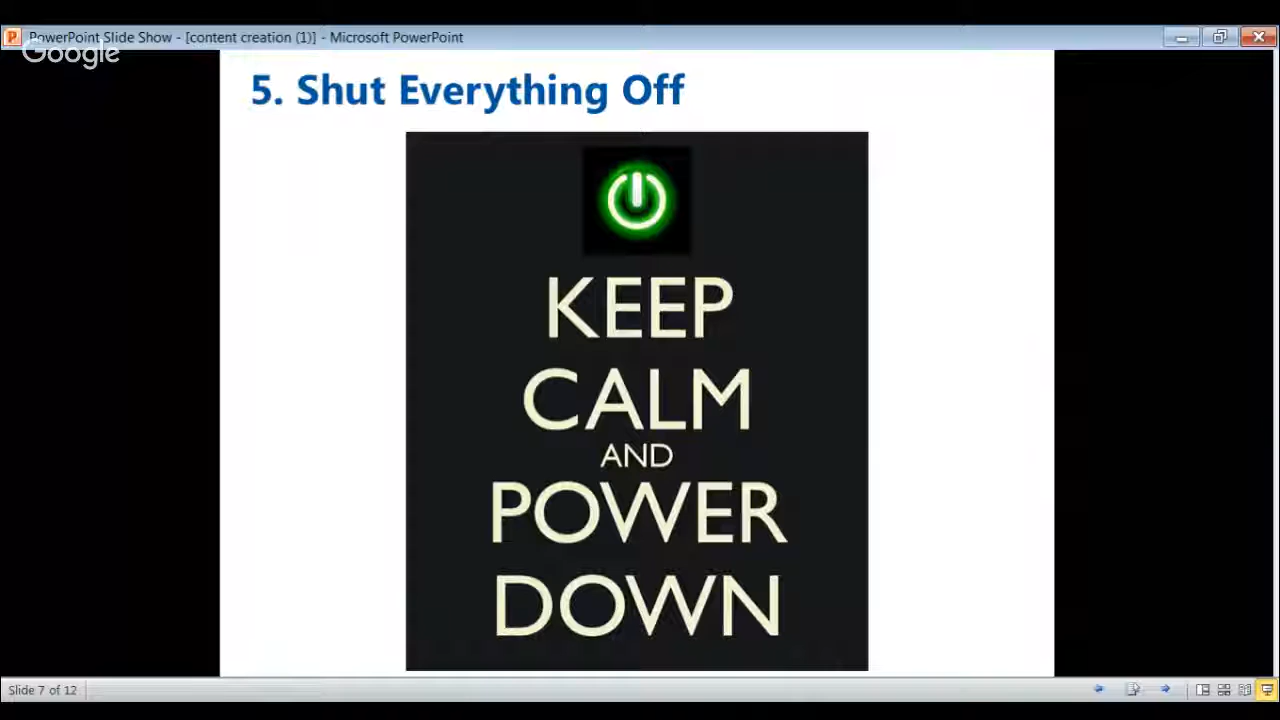 PowerPoint Slide Show - [content creation (1)] - Microsoft PowerPoint
Google
5. Shut Everything Off
KEEP
CALM
AND
POWER
DOWN
Slide 7 of 12